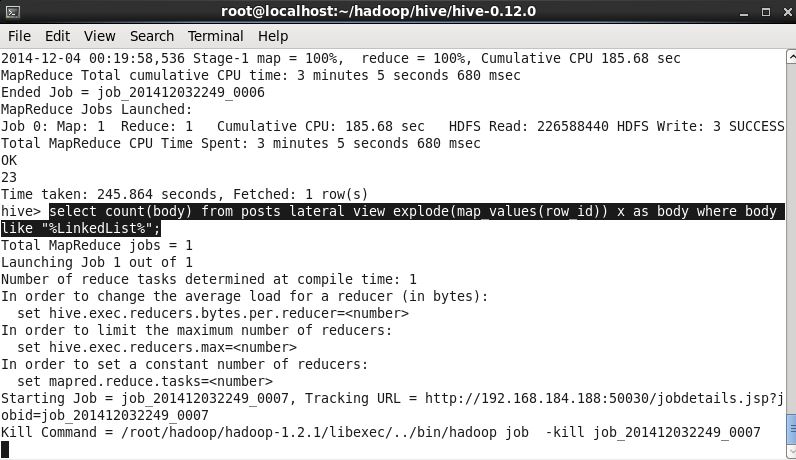 root@localhost:~/hadoop/hive/hive-0.12.0
File Edit View Search Terminal Help
2014-12-04 00:19:58,536 Stage-1 map = 100%,  reduce = 100%, Cumulative CPU 185.68 sec
MapReduce Total cumulative CPU time: 3 minutes 5 seconds 680 msec
Ended Job = job_201412032249_0006
MapReduce Jobs Launched:
Job 0: Map: 1  Reduce: 1   Cumulative CPU: 185.68 sec   HDFS Read: 226588440 HDFS Write: 3 SUCCESS
Total MapReduce CPU Time Spent: 3 minutes 5 seconds 680 msec
OK
23
Time taken: 245.864 seconds, Fetched: 1 row(s)
hive> select count(body) from posts lateral view explode(map_values(row_id)) x as body where body
like "%LinkedList%";
Total MapReduce jobs = 1
Launching Job 1 out of 1
Number of reduce tasks determined at compile time: 1
In order to change the average load for a reducer (in bytes):
  set hive.exec.reducers.bytes.per.reducer=<number>
In order to limit the maximum number of reducers:
  set hive.exec.reducers.max=<number>
In order to set a constant number of reducers:
  set mapred.reduce.tasks=<number>
Starting Job = job_201412032249_0007, Tracking URL = http://192.168.184.188:50030/jobdetails.jsp?j
obid=job_201412032249_0007
Kill Command = /root/hadoop/hadoop-1.2.1/libexec/../bin/hadoop job  -kill job_201412032249_0007